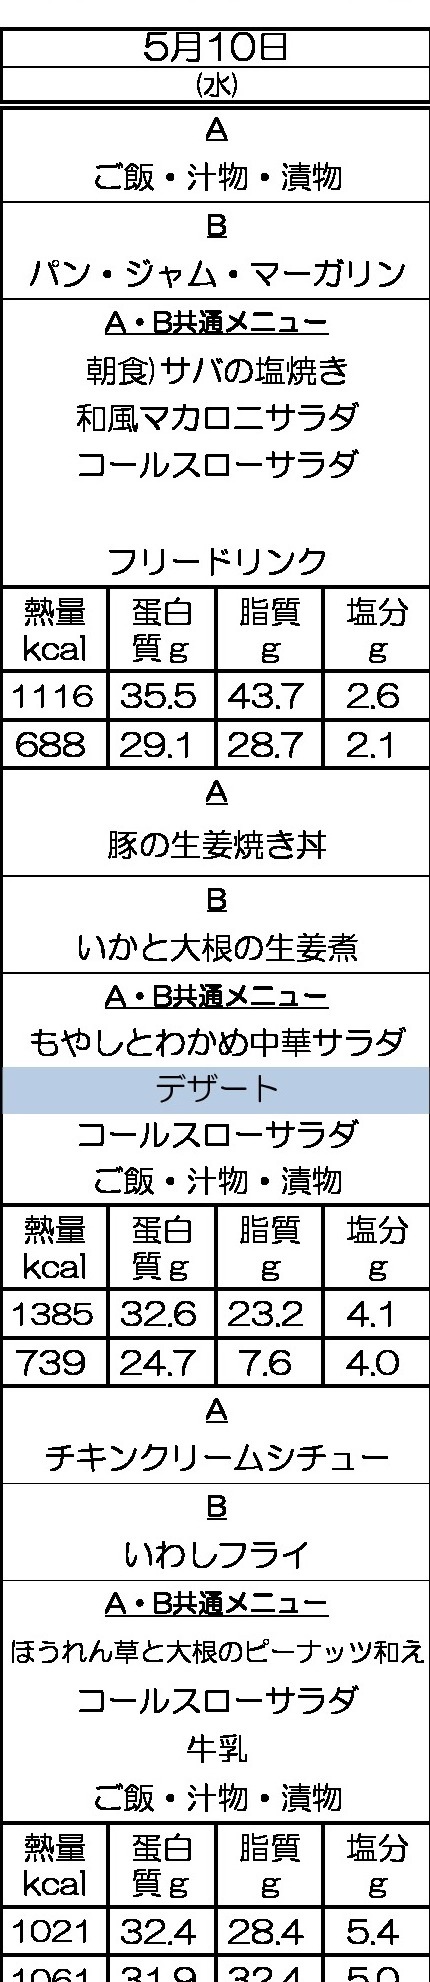 5月10日
(水)
A
ご飯・汁物・漬物
B
パン・ジャム・マーガリン
A・B共通メニュー
朝食)サバの塩焼き
和風マカロニサラダ
コールスローサラダ
フリードリンク
熱量 蛋白 脂質 塩分
kcal 質g g g
1116 35.5 43.7 2.6
688 29.1 28.7 2.1
A
豚の生姜焼き丼
B
いかと大根の生姜煮
A・B共通メニュー
もやしとわかめ中華サラダ
デザート
コールスローサラダ
ご飯・汁物・漬物
熱量 蛋白 脂質 塩分
kcal 質g g g
1385 32.6 23.2 4.1
739 24.7 7.6 4.0
A
チキンクリームシチュー
B
いわしフライ
A・B共通メニュー
ほうれん草と大根のピーナッツ和え
コールスローサラダ
牛乳
ご飯・汁物・漬物
熱量 蛋白 脂質 塩分
kcal 質g g g
1021 32.4 28.4 5.4
1061 31.9 32.4 5.0